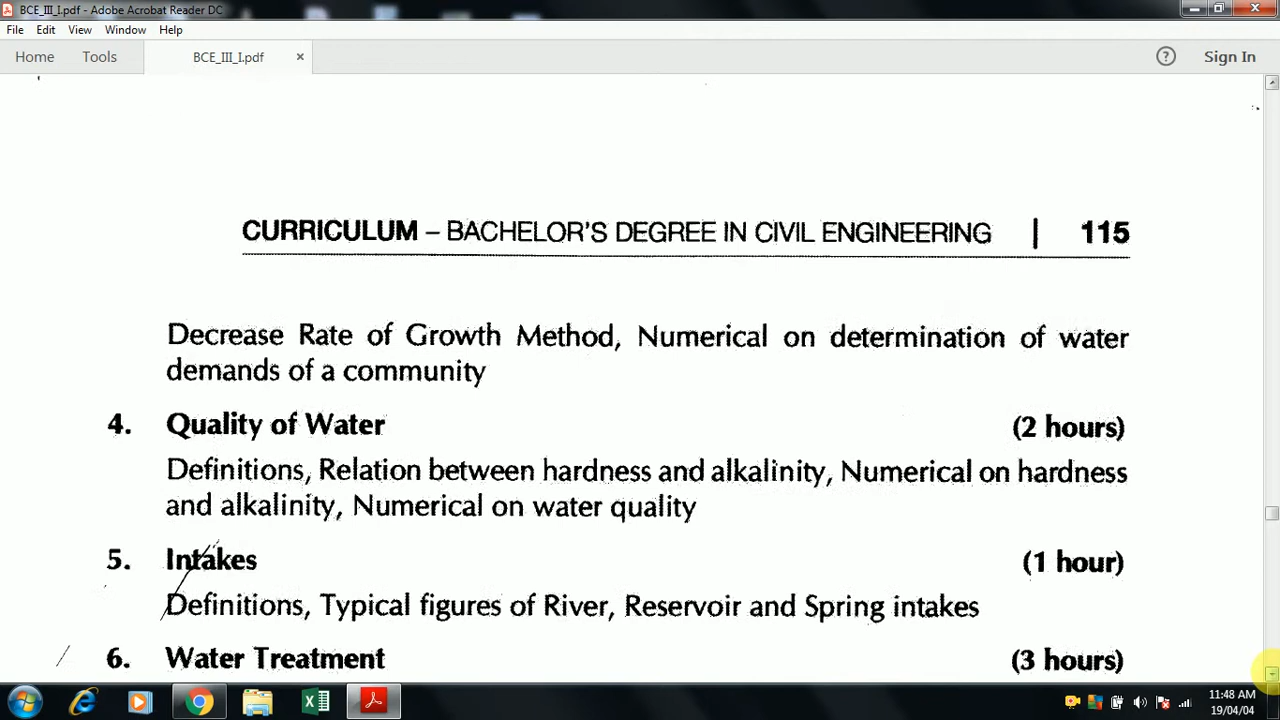 BCE_III_I.pdf - Adobe Acrobat Reader DC
File Edit View Window Help
Home Tools BCE_III_I.pdf × ? Sign In
CURRICULUM – BACHELOR'S DEGREE IN CIVIL ENGINEERING | 115
Decrease Rate of Growth Method, Numerical on determination of water
demands of a community
4. Quality of Water (2 hours)
Definitions, Relation between hardness and alkalinity, Numerical on hardness
and alkalinity, Numerical on water quality
5. Intakes (1 hour)
Definitions, Typical figures of River, Reservoir and Spring intakes
6. Water Treatment (3 hours)
11:48 AM
19/04/04